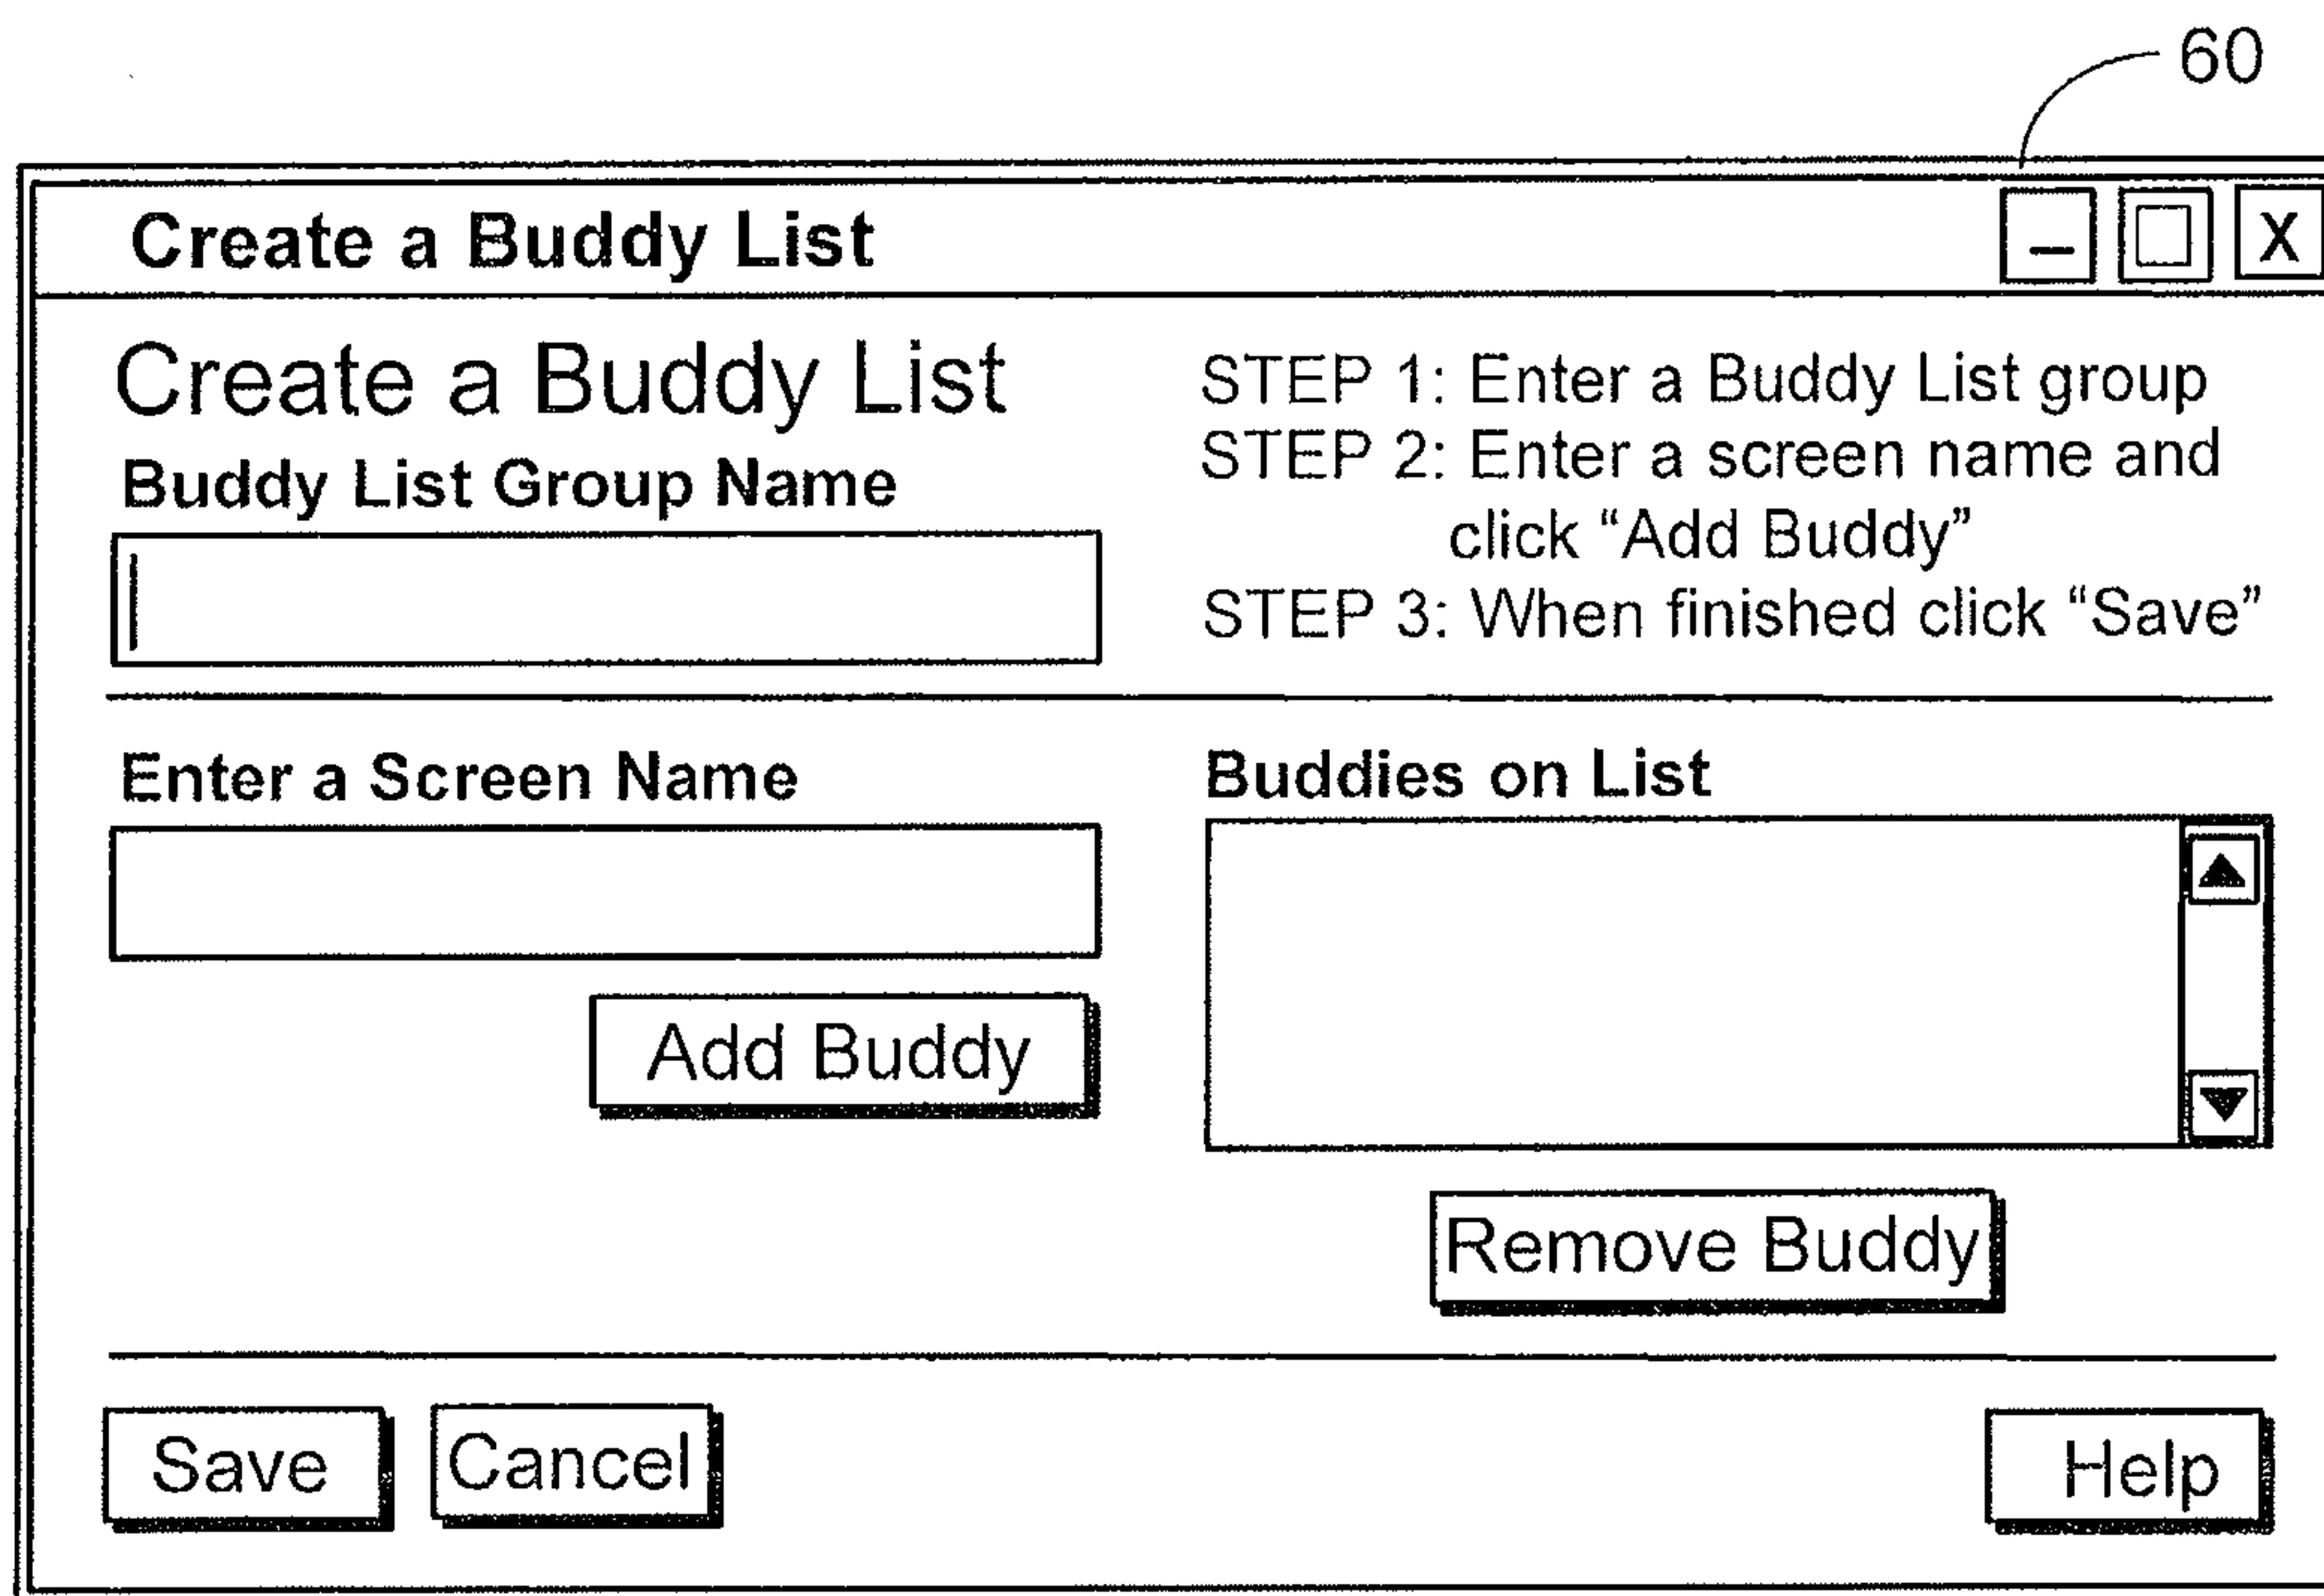 60
Create a Buddy List
X
Create a Buddy List
Buddy List Group Name
STEP 1: Enter a Buddy List group
STEP 2: Enter a screen name and
click “Add Buddy”
STEP 3: When finished click “Save”
Enter a Screen Name
Add Buddy
Buddies on List
Remove Buddy
Save
Cancel
Help